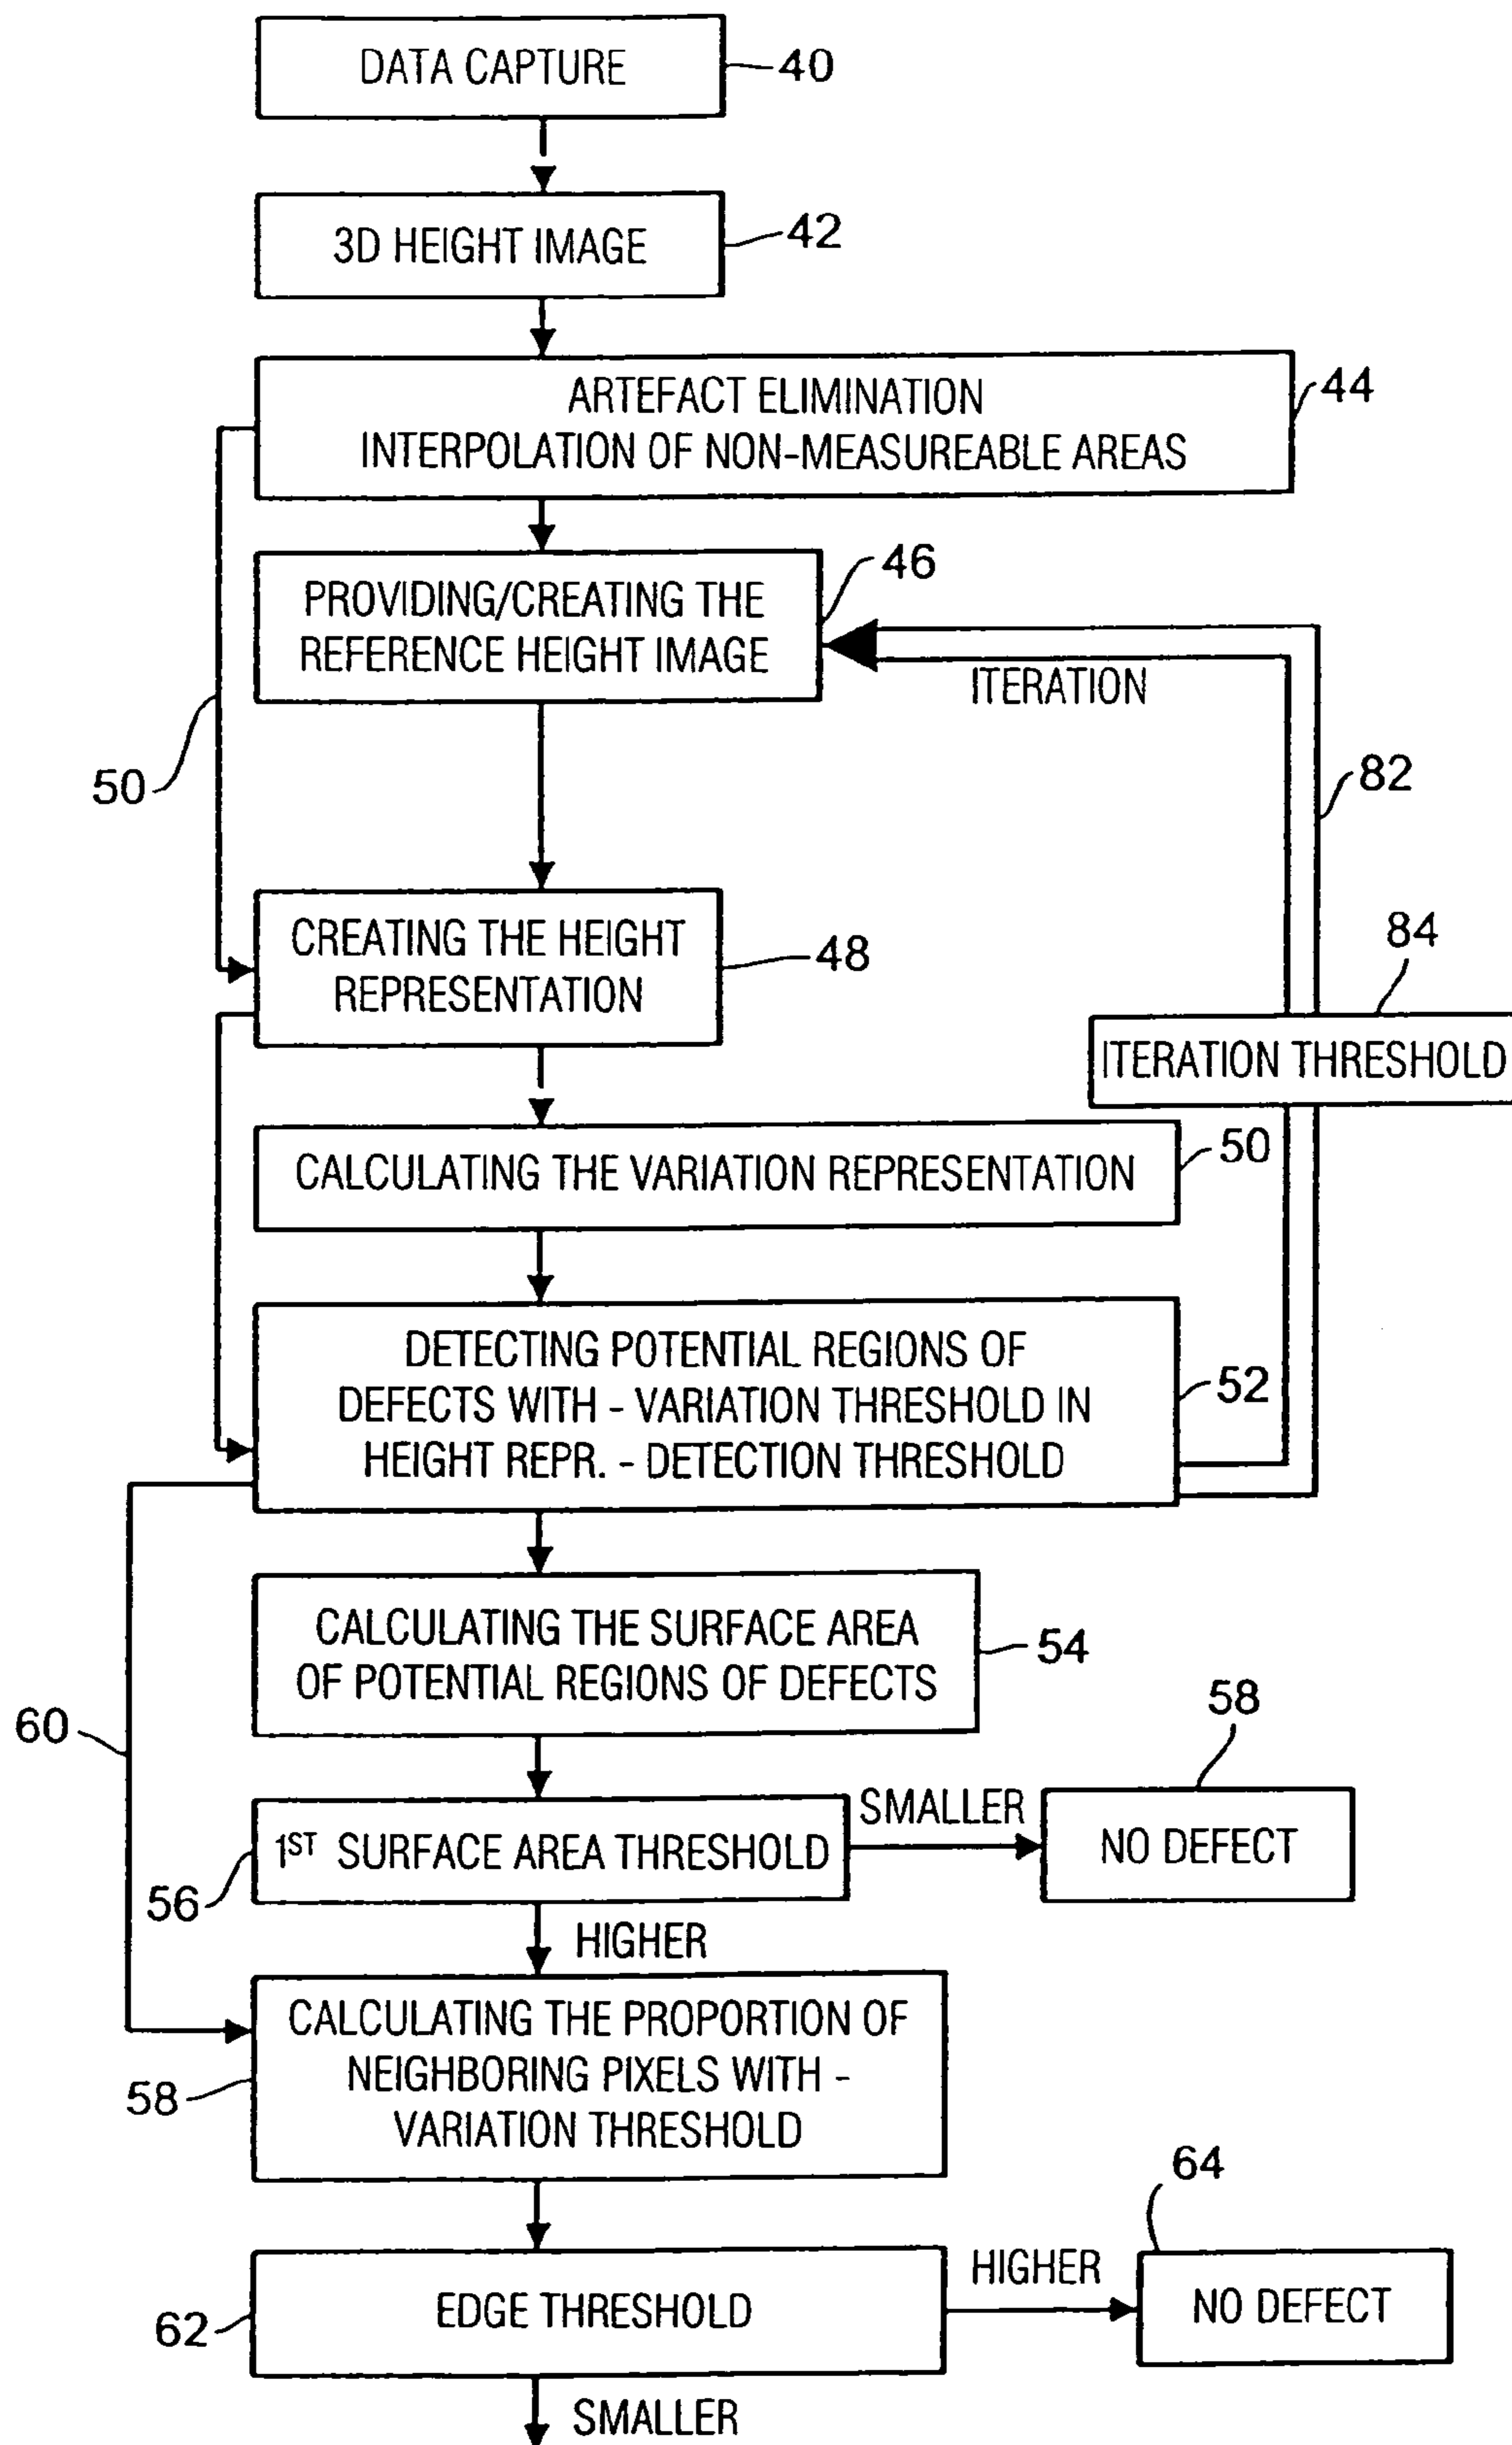 DATA CAPTURE
40
3D HEIGHT IMAGE
42
ARTEFACT ELIMINATION
INTERPOLATION OF NON-MEASUREABLE AREAS
44
PROVIDING/CREATING THE
REFERENCE HEIGHT IMAGE
46
ITERATION
50
82
CREATING THE HEIGHT
REPRESENTATION
48
84
ITERATION THRESHOLD
CALCULATING THE VARIATION REPRESENTATION
50
DETECTING POTENTIAL REGIONS OF
DEFECTS WITH - VARIATION THRESHOLD IN
HEIGHT REPR. - DETECTION THRESHOLD
52
CALCULATING THE SURFACE AREA
OF POTENTIAL REGIONS OF DEFECTS
54
60
58
1ST SURFACE AREA THRESHOLD
56
SMALLER
NO DEFECT
HIGHER
CALCULATING THE PROPORTION OF
NEIGHBORING PIXELS WITH -
VARIATION THRESHOLD
58
64
EDGE THRESHOLD
62
HIGHER
NO DEFECT
SMALLER